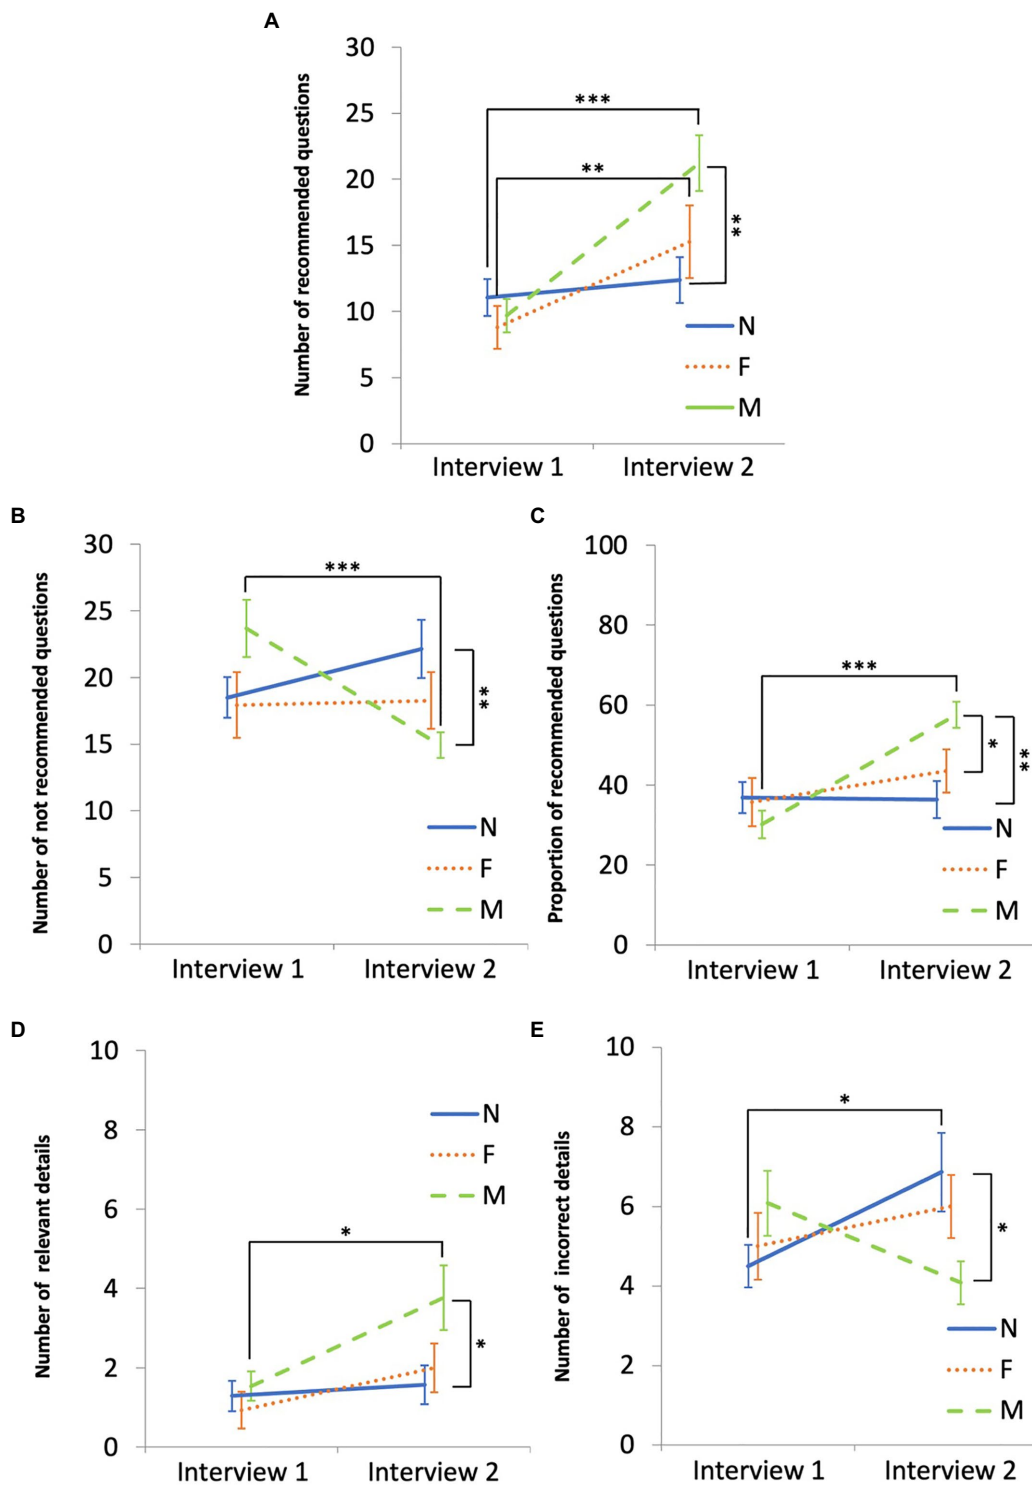 A
Number of recommended questions
30
25
20
15
10
5
0
***
**
**
N
F
M
Interview 1
Interview 2
B
Number of not recommended questions
30
25
20
15
10
5
0
***
**
N
F
M
Interview 1
Interview 2
C
Proportion of recommended questions
100
80
60
40
20
0
***
*
**
N
F
M
Interview 1
Interview 2
D
Number of relevant details
10
8
6
4
2
0
N
F
M
*
*
Interview 1
Interview 2
E
Number of incorrect details
10
8
6
4
2
0
*
*
N
F
M
Interview 1
Interview 2